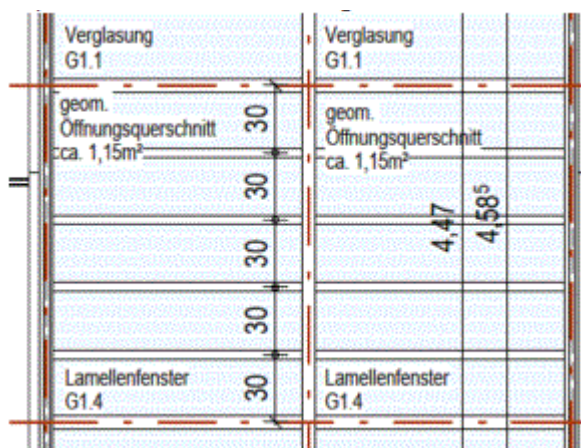 Verglasung
G1.1
Verglasung
G1.1
geom.
Öffnungsquerschnitt
ca. 1,15m²
geom.
Öffnungsquerschnitt
ca. 1,15m²
30
30
30
30
30
4,47
4,58⁵
Lamellenfenster
G1.4
Lamellenfenster
G1.4